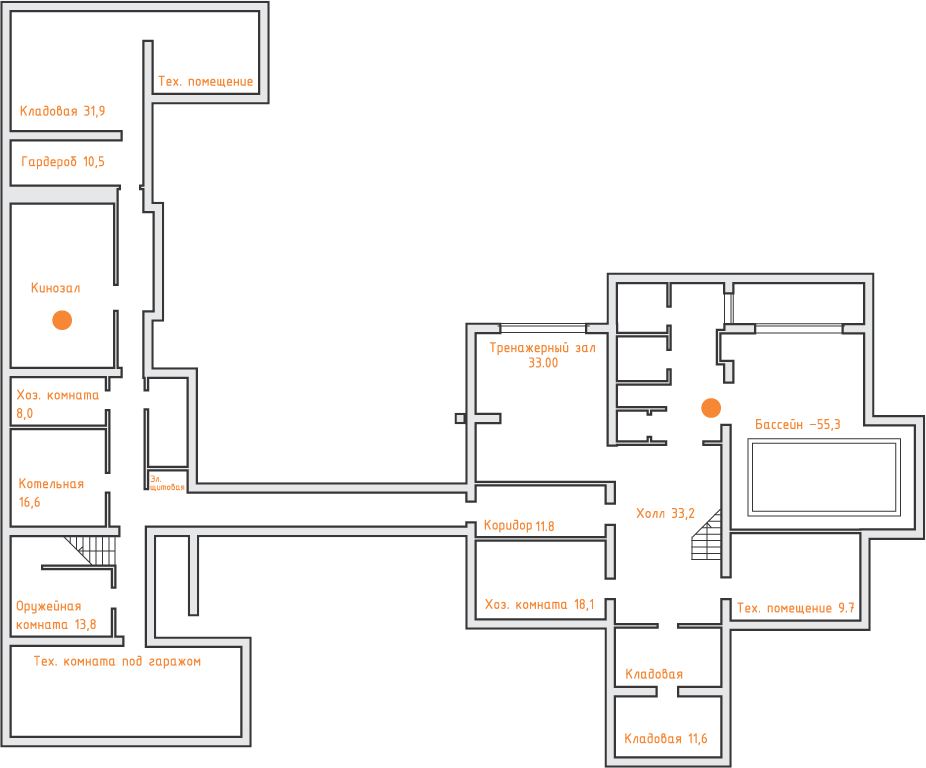 Тех. помещение
Кладовая 31,9
Гардероб 10,5
Кинозал
Хоз. комната
8,0
Котельная
16,6
Эл.
щитовая
Оружейная
комната 13,8
Тех. комната под гаражом
Тренажерный зал
33.00
Бассейн –55,3
Холл 33,2
Коридор 11.8
Хоз. комната 18,1
Тех. помещение 9.7
Кладовая
Кладовая 11,6